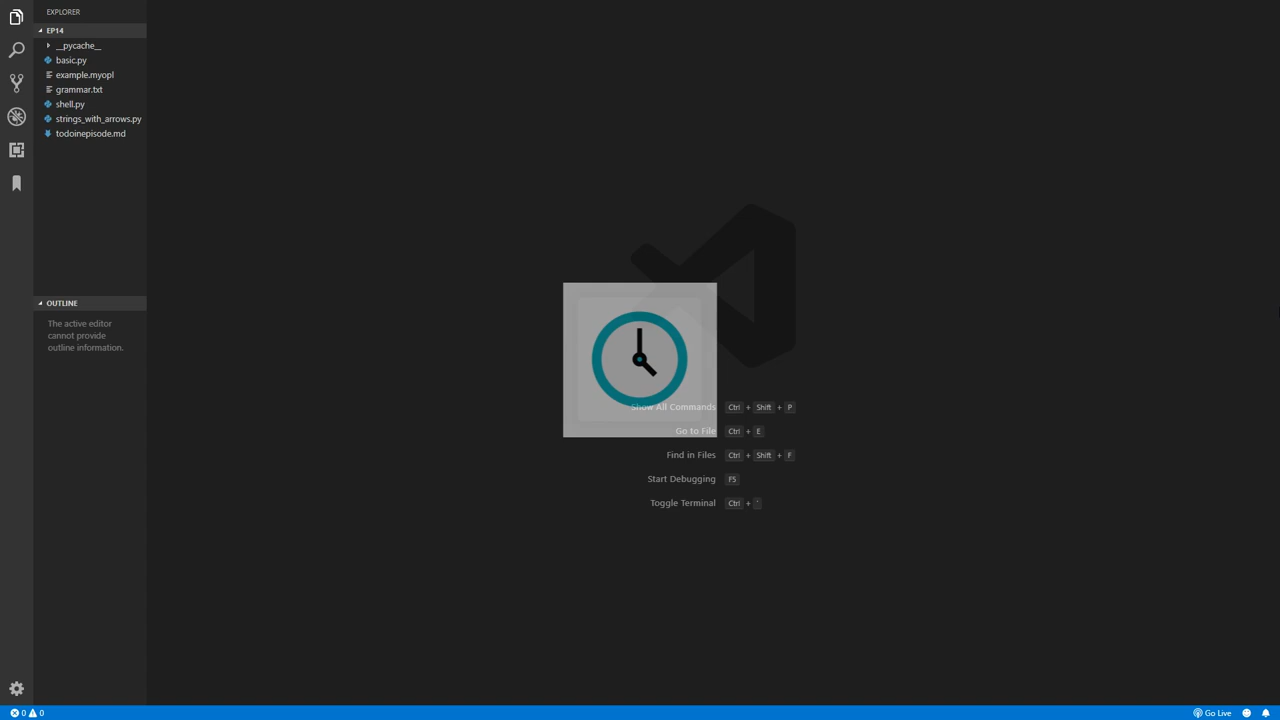 EXPLORER
EP14
__pycache__
basic.py
example.myopl
grammar.txt
shell.py
strings_with_arrows.py
todoinepisode.md
OUTLINE
The active editor
cannot provide
outline information.
Show All Commands Ctrl + Shift + P
Go to File Ctrl + E
Find in Files Ctrl + Shift + F
Start Debugging F5
Toggle Terminal Ctrl + `
0 0 Go Live